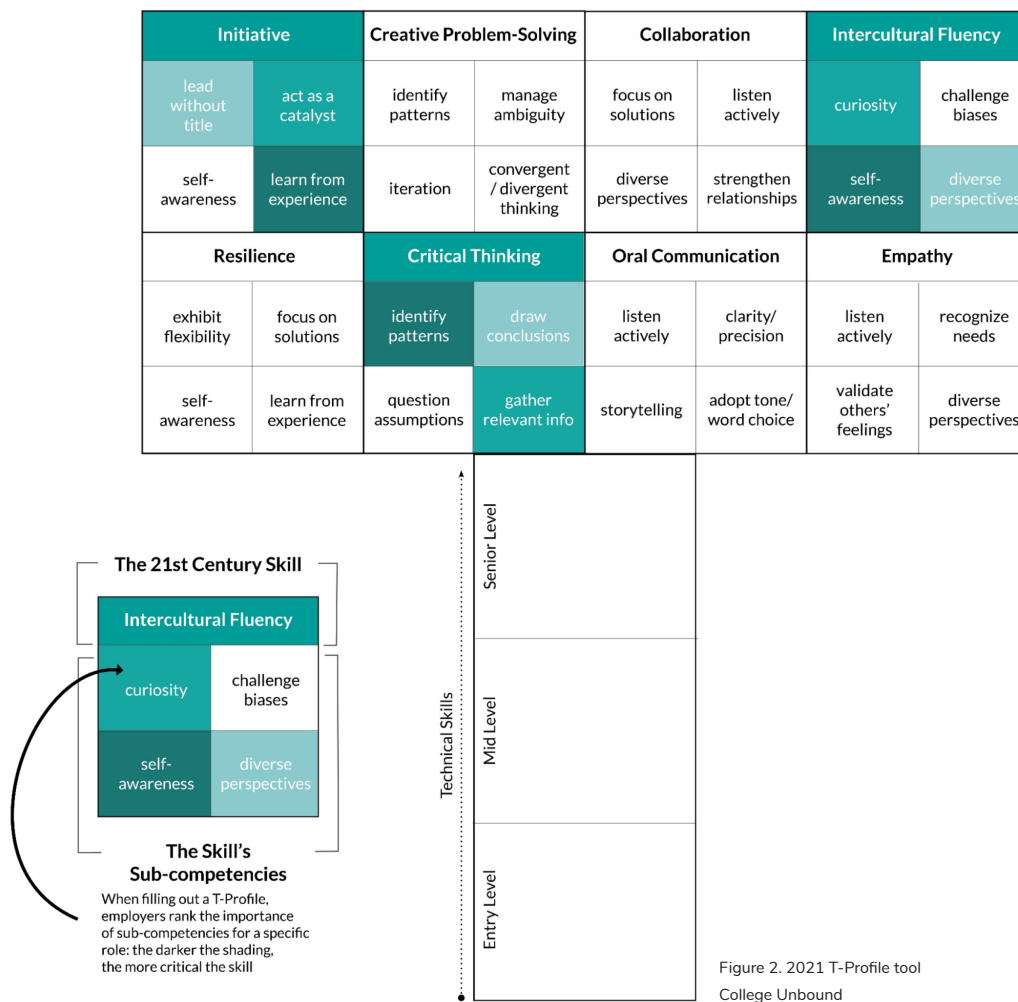 Initiative
Creative Problem-Solving
Collaboration
Intercultural Fluency
lead
without
title
act as a
catalyst
identify
patterns
manage
ambiguity
focus on
solutions
listen
actively
curiosity
challenge
biases
self-
awareness
learn from
experience
iteration
convergent
/ divergent
thinking
diverse
perspectives
strengthen
relationships
self-
awareness
diverse
perspectives
Resilience
Critical Thinking
Oral Communication
Empathy
exhibit
flexibility
focus on
solutions
identify
patterns
draw
conclusions
listen
actively
clarity/
precision
listen
actively
recognize
needs
self-
awareness
learn from
experience
question
assumptions
gather
relevant info
storytelling
adopt tone/
word choice
validate
others'
feelings
diverse
perspectives
Technical Skills
Senior Level
Mid Level
Entry Level
The 21st Century Skill
Intercultural Fluency
curiosity
challenge
biases
self-
awareness
diverse
perspectives
The Skill's
Sub-competencies
When filling out a T-Profile,
employers rank the importance
of sub-competencies for a specific
role: the darker the shading,
the more critical the skill
Figure 2. 2021 T-Profile tool
College Unbound